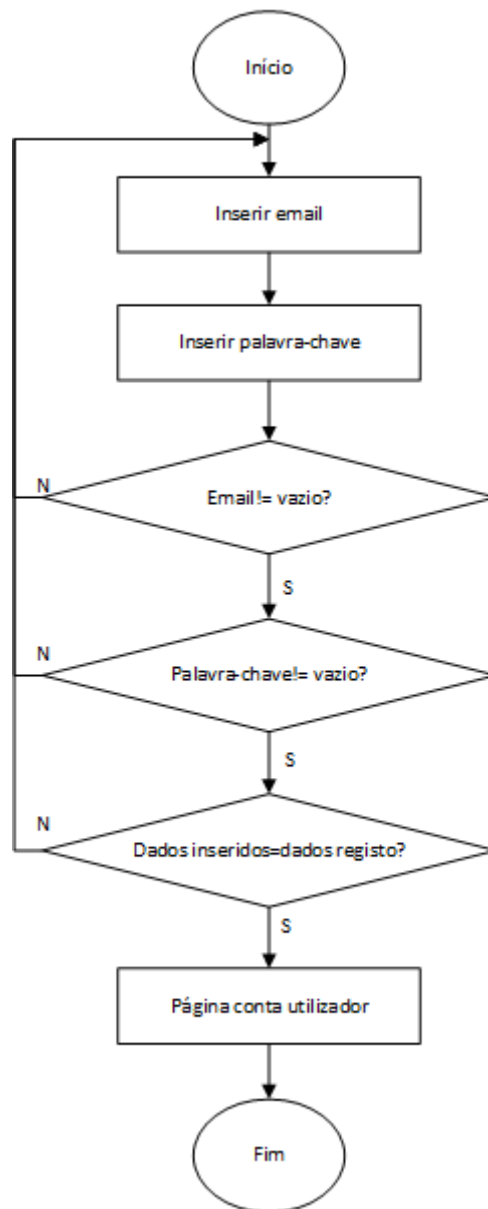 Início
Inserir email
Inserir palavra-chave
Email!= vazio?
N
S
Palavra-chave!= vazio?
N
S
Dados inseridos=dados registo?
N
S
Página conta utilizador
Fim